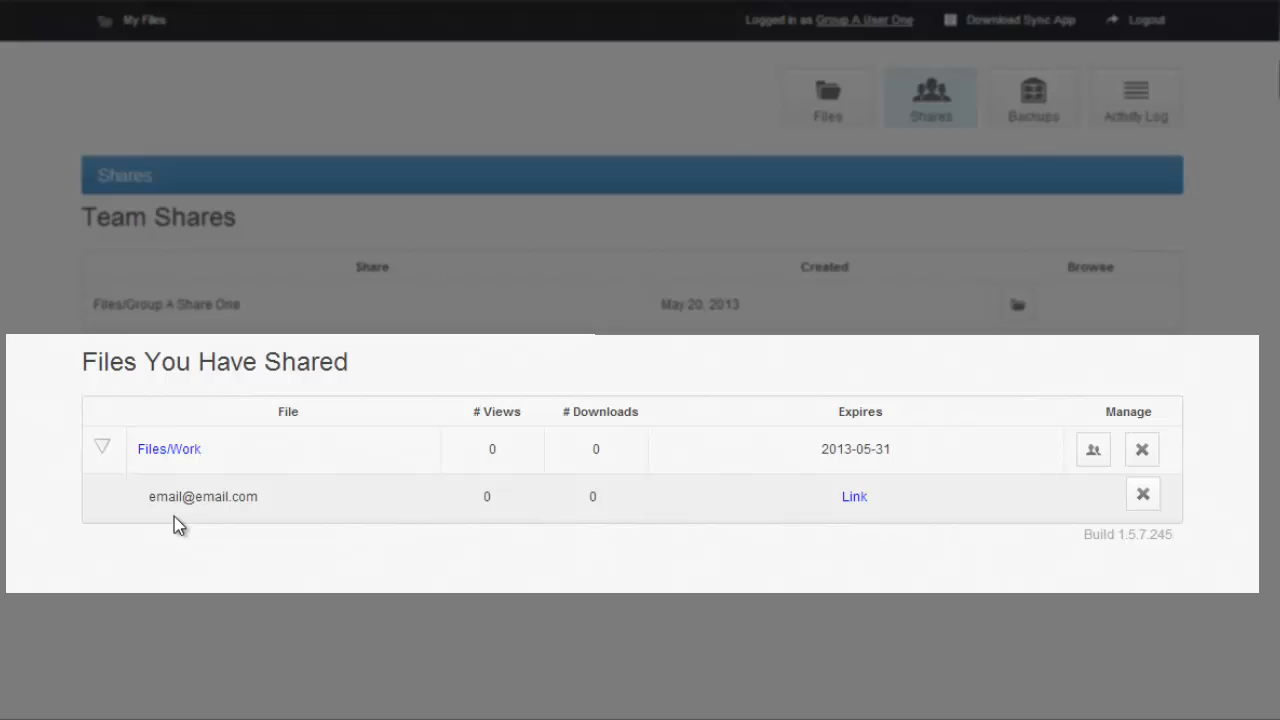 My Files Logged in as Group A User One Download Sync App Logout
Files Shares Backups Activity Log
Shares
Team Shares
Share Created Browse
Files/Group A Share One May 20, 2013
Files You Have Shared
File # Views # Downloads Expires Manage
Files/Work 0 0 2013-05-31
email@email.com 0 0 Link
Build 1.5.7.245